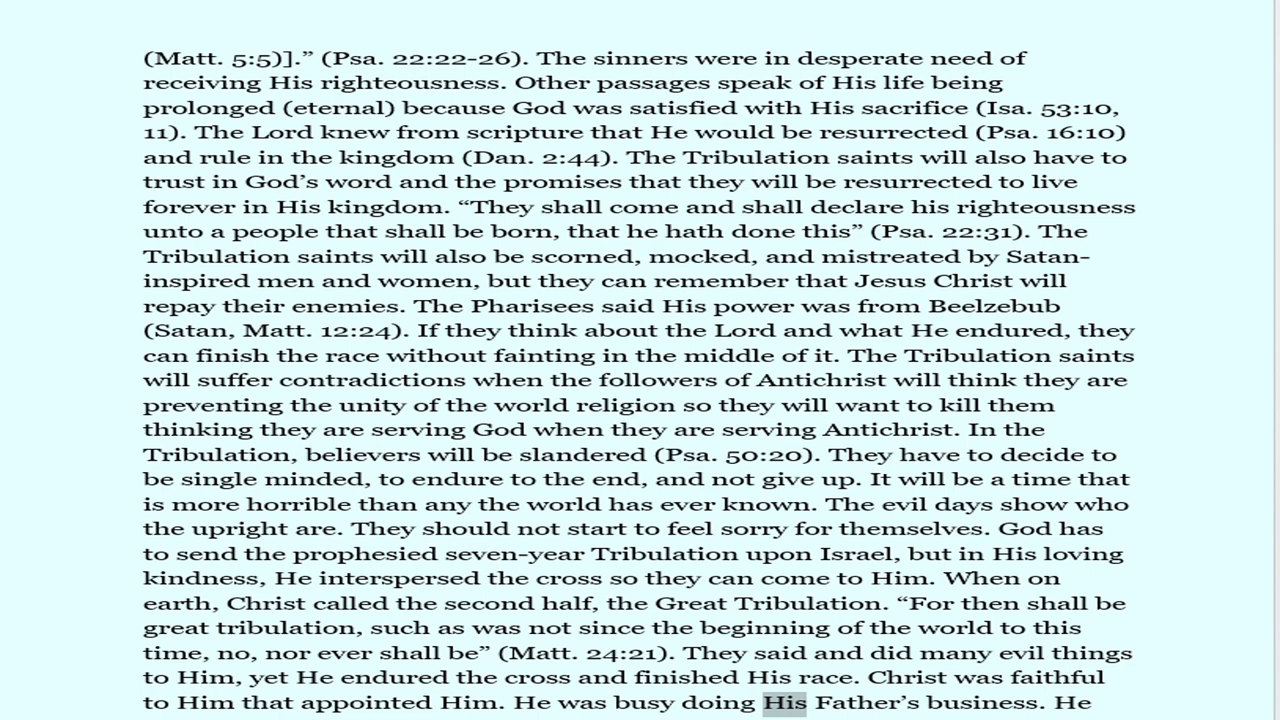 (Matt. 5:5)].” (Psa. 22:22-26). The sinners were in desperate need of
receiving His righteousness. Other passages speak of His life being
prolonged (eternal) because God was satisfied with His sacrifice (Isa. 53:10,
11). The Lord knew from scripture that He would be resurrected (Psa. 16:10)
and rule in the kingdom (Dan. 2:44). The Tribulation saints will also have to
trust in God’s word and the promises that they will be resurrected to live
forever in His kingdom. “They shall come and shall declare his righteousness
unto a people that shall be born, that he hath done this” (Psa. 22:31). The
Tribulation saints will also be scorned, mocked, and mistreated by Satan-
inspired men and women, but they can remember that Jesus Christ will
repay their enemies. The Pharisees said His power was from Beelzebub
(Satan, Matt. 12:24). If they think about the Lord and what He endured, they
can finish the race without fainting in the middle of it. The Tribulation saints
will suffer contradictions when the followers of Antichrist will think they are
preventing the unity of the world religion so they will want to kill them
thinking they are serving God when they are serving Antichrist. In the
Tribulation, believers will be slandered (Psa. 50:20). They have to decide to
be single minded, to endure to the end, and not give up. It will be a time that
is more horrible than any the world has ever known. The evil days show who
the upright are. They should not start to feel sorry for themselves. God has
to send the prophesied seven-year Tribulation upon Israel, but in His loving
kindness, He interspersed the cross so they can come to Him. When on
earth, Christ called the second half, the Great Tribulation. “For then shall be
great tribulation, such as was not since the beginning of the world to this
time, no, nor ever shall be” (Matt. 24:21). They said and did many evil things
to Him, yet He endured the cross and finished His race. Christ was faithful
to Him that appointed Him. He was busy doing His Father’s business. He